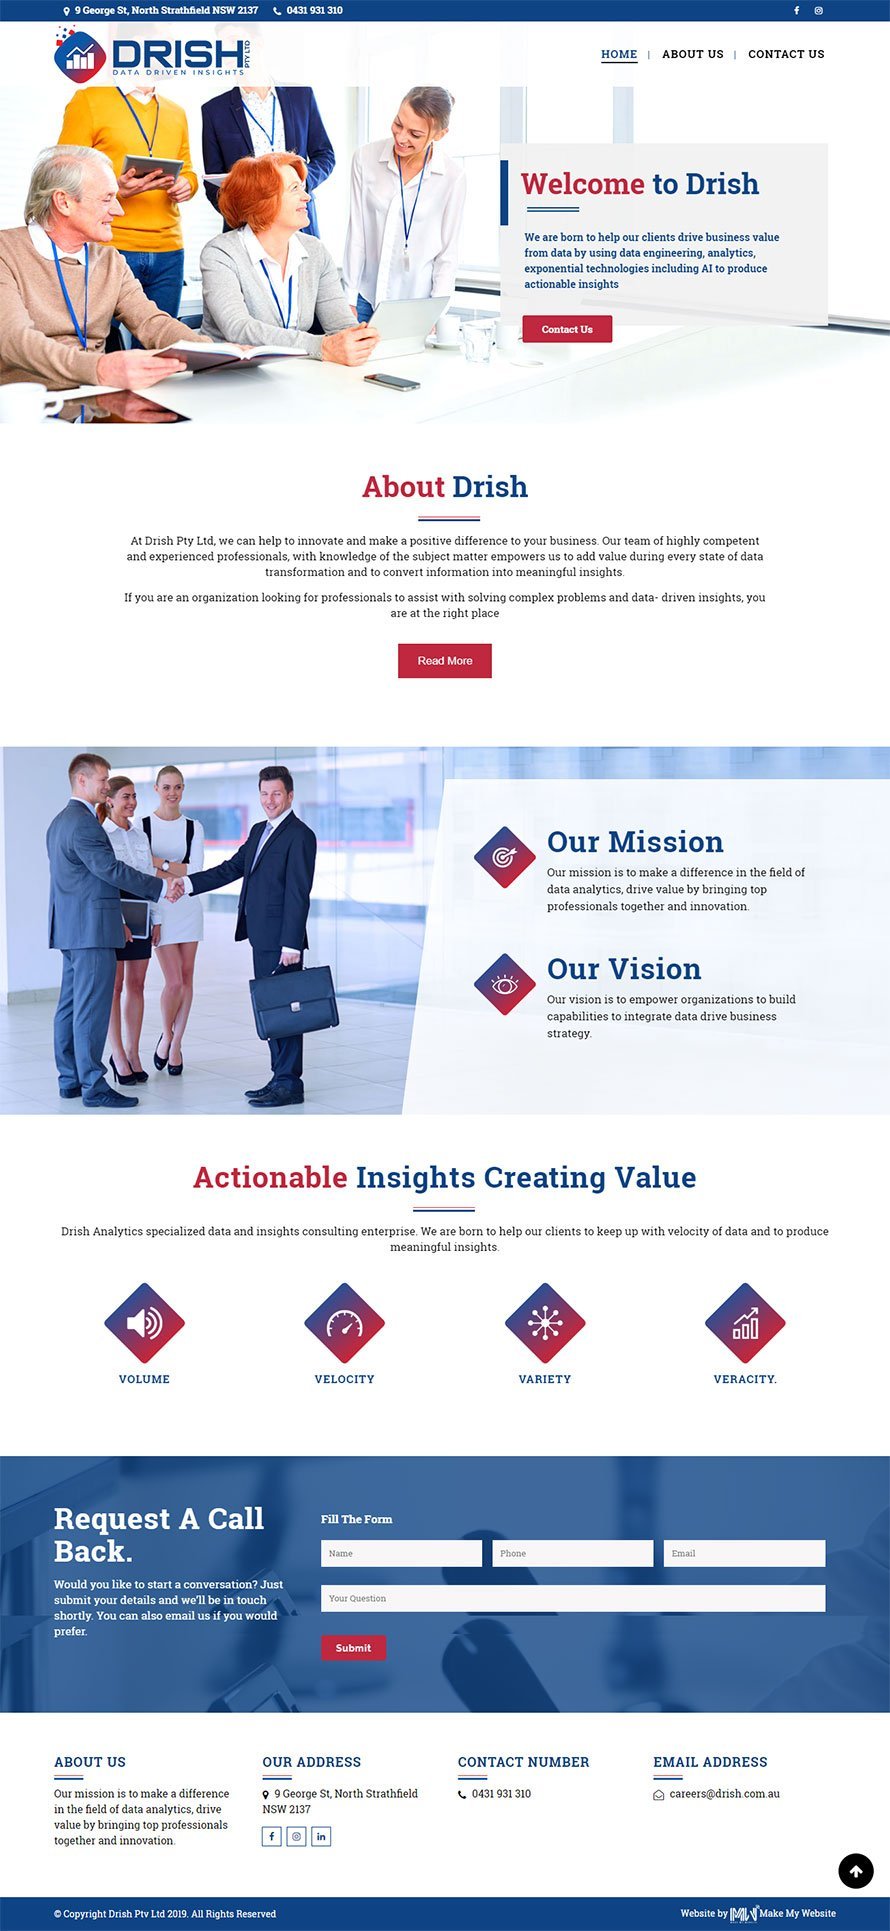 9 George St, North Strathfield NSW 2137 0431 931 310
DRISH PTY LTD
DATA DRIVEN INSIGHTS
HOME | ABOUT US | CONTACT US
Welcome to Drish
We are born to help our clients drive business value
from data by using data engineering, analytics,
exponential technologies including AI to produce
actionable insights
Contact Us
About Drish
At Drish Pty Ltd, we can help to innovate and make a positive difference to your business. Our team of highly competent
and experienced professionals, with knowledge of the subject matter empowers us to add value during every state of data
transformation and to convert information into meaningful insights.
If you are an organization looking for professionals to assist with solving complex problems and data- driven insights, you
are at the right place
Read More
Our Mission
Our mission is to make a difference in the field of
data analytics, drive value by bringing top
professionals together and innovation.
Our Vision
Our vision is to empower organizations to build
capabilities to integrate data drive business
strategy.
Actionable Insights Creating Value
Drish Analytics specialized data and insights consulting enterprise. We are born to help our clients to keep up with velocity of data and to produce
meaningful insights.
VOLUME VELOCITY VARIETY VERACITY.
Request A Call
Back.
Would you like to start a conversation? Just
submit your details and we'll be in touch
shortly. You can also email us if you would
prefer.
Fill The Form
Name Phone Email
Your Question
Submit
ABOUT US
Our mission is to make a difference
in the field of data analytics, drive
value by bringing top professionals
together and innovation.
OUR ADDRESS
9 George St, North Strathfield
NSW 2137
CONTACT NUMBER
0431 931 310
EMAIL ADDRESS
careers@drish.com.au
© Copyright Drish Ptv Ltd 2019. All Rights Reserved
Website by Make My Website